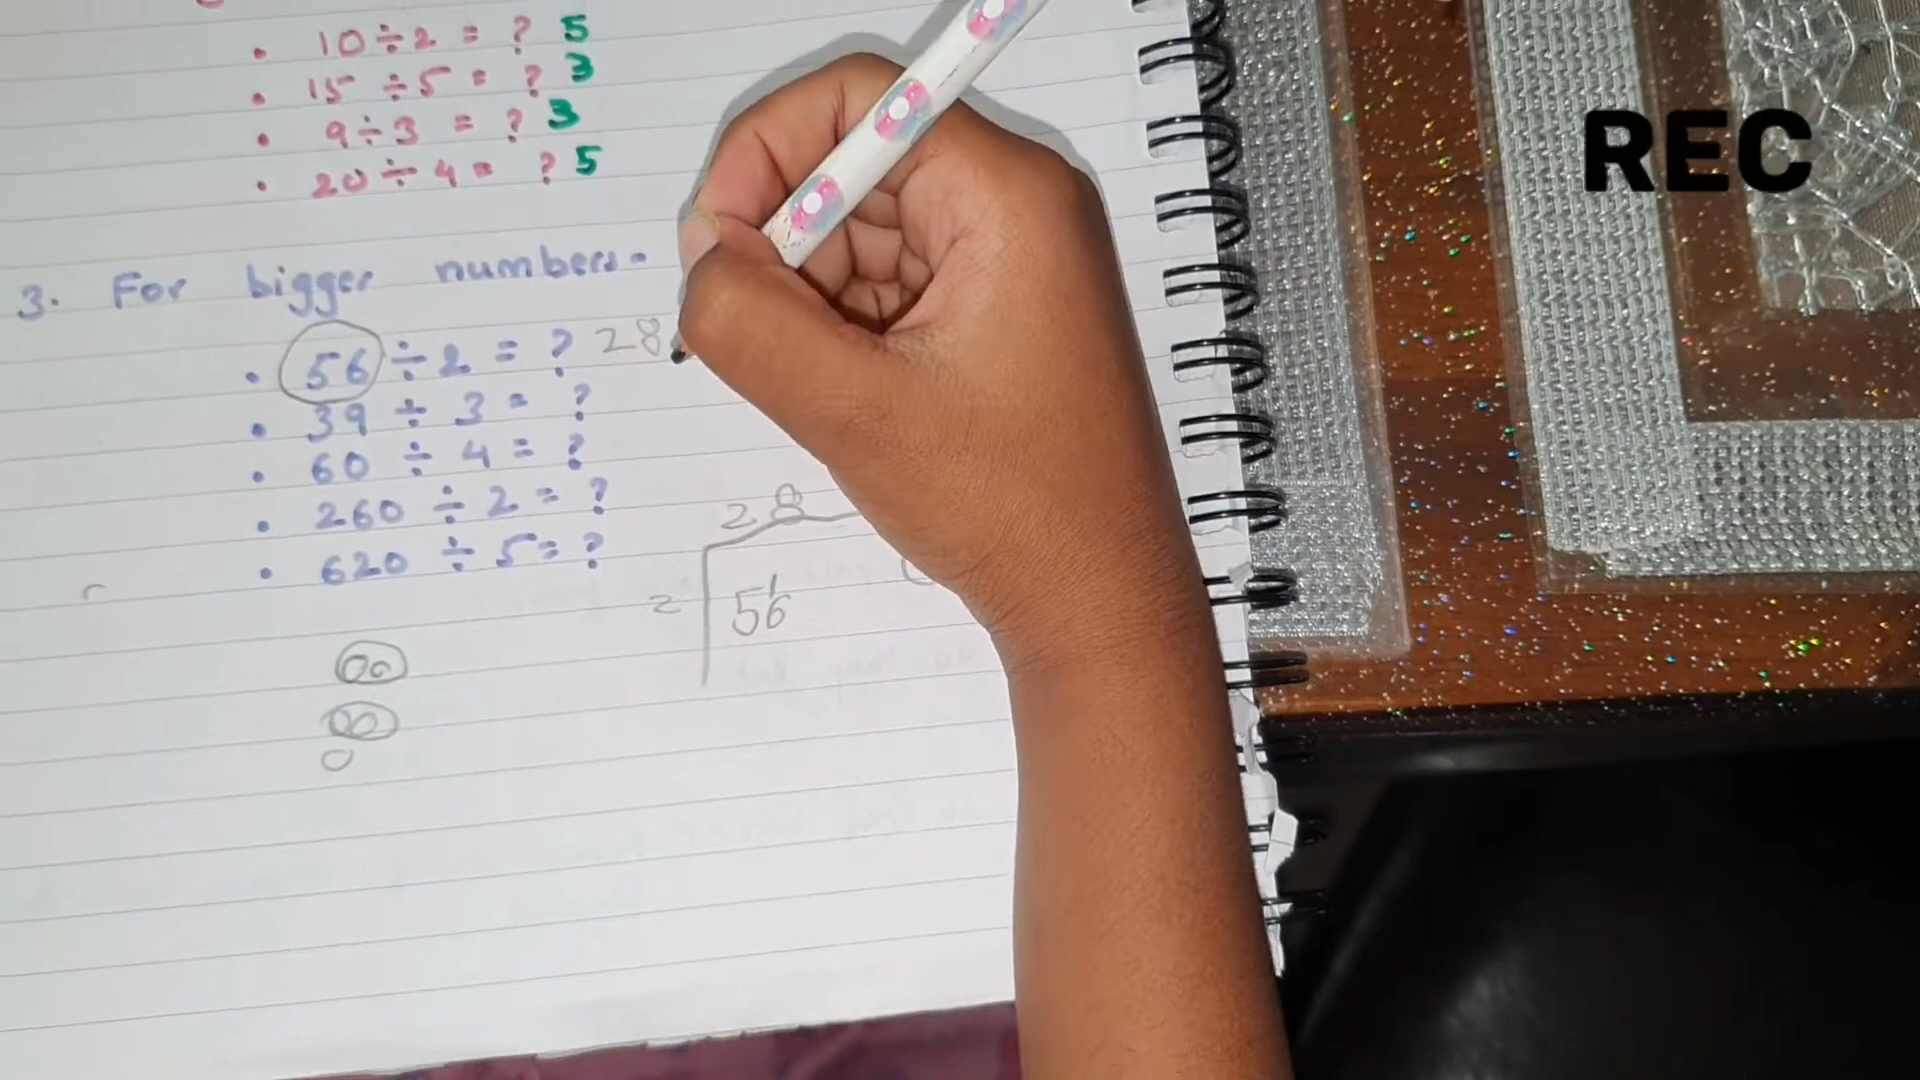 10 ÷ 2 = ? 5
15 ÷ 5 = ? 3
9 ÷ 3 = ? 3
20 ÷ 4 = ? 5
REC
3. For bigger numbers-
56 ÷ 2 = ? 28
39 ÷ 3 = ?
60 ÷ 4 = ?
260 ÷ 2 = ?
620 ÷ 5 = ?
28
2 516